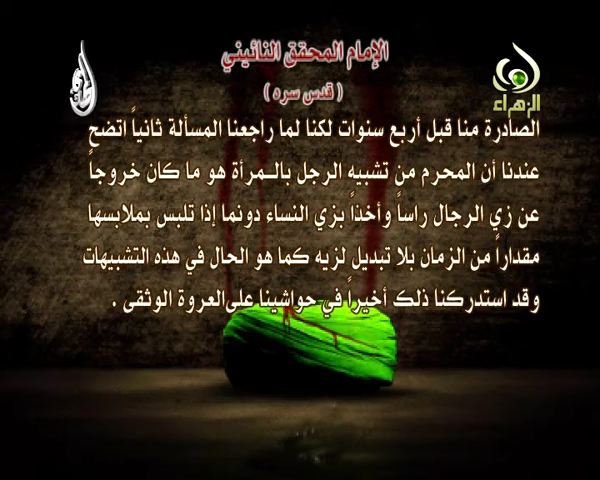 الإمام المحقق النائيني
( قدس سره )
الزهراء
الصادرة منا قبل أربع سنوات لكنا لما راجعنا المسألة ثانياً اتضح
عندنا أن المحرم من تشبيه الرجل بالـمرأة هو ما كان خروجاً
عن زي الرجال راساً وأخذاً بزي النساء دونما إذا تلبس بملابسها
مقداراً من الزمان بلا تبديل لزيه كما هو الحال في هذه التشبيهات
وقد استدركنا ذلك أخيراً في حواشينا على العروة الوثقى .